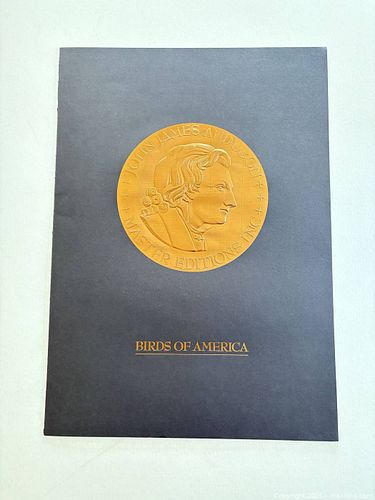 JOHN JAMES AUDUBON
MASTER EDITIONS INC
BIRDS OF AMERICA